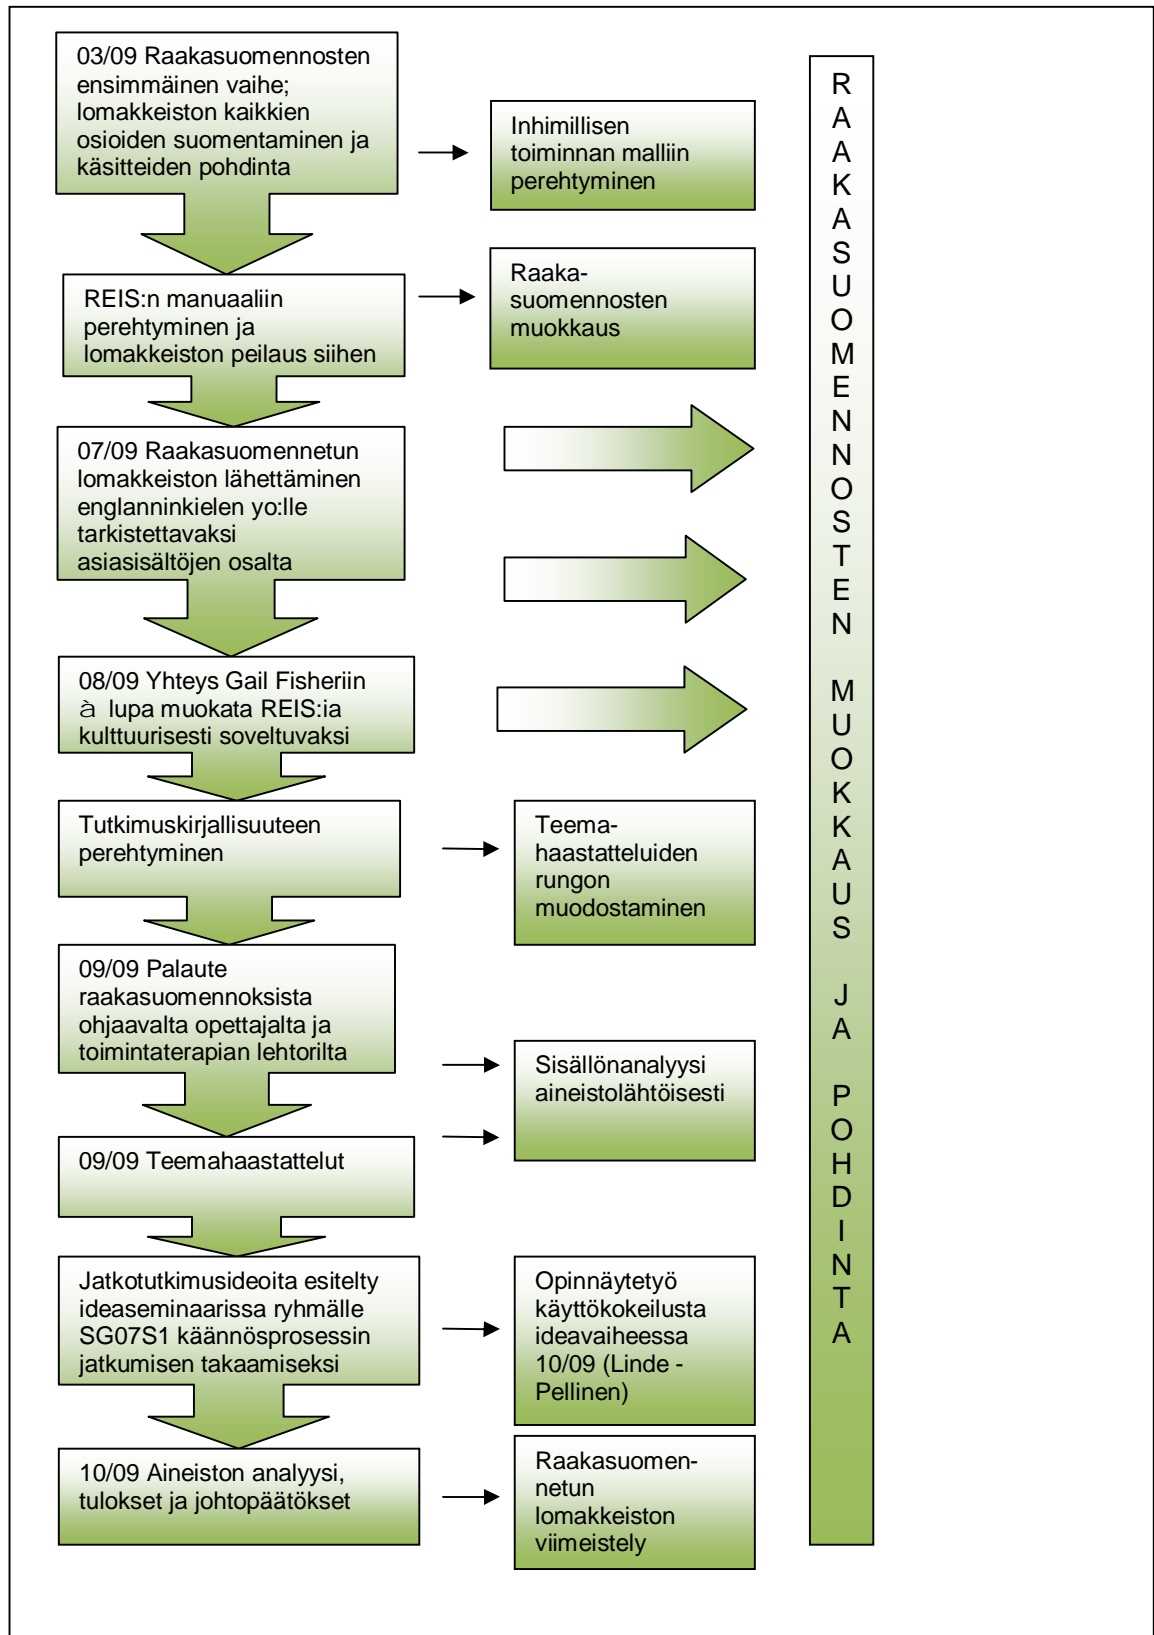 03/09 Raakasuomennosten
ensimmäinen vaihe;
lomakkeiston kaikkien
osioiden suomentaminen ja
käsitteiden pohdinta
Inhimillisen
toiminnan malliin
perehtyminen
REIS:n manuaaliin
perehtyminen ja
lomakkeiston peilaus siihen
Raaka-
suomennosten
muokkaus
07/09 Raakasuomennetun
lomakkeiston lähettäminen
englanninkielen yo:lle
tarkistettavaksi
asiasisältöjen osalta
08/09 Yhteys Gail Fisheriin
à lupa muokata REIS:ia
kulttuurisesti soveltuvaksi
Tutkimuskirjallisuuteen
perehtyminen
Teema-
haastatteluiden
rungon
muodostaminen
09/09 Palaute
raakasuomennoksista
ohjaavalta opettajalta ja
toimintaterapian lehtorilta
Sisällönanalyysi
aineistolähtöisesti
09/09 Teemahaastattelut
Jatkotutkimusideoita esitelty
ideaseminaarissa ryhmälle
SG07S1 käännösprosessin
jatkumisen takaamiseksi
Opinnäytetyö
käyttökokeilusta
ideavaiheessa
10/09 (Linde -
Pellinen)
10/09 Aineiston analyysi,
tulokset ja johtopäätökset
Raakasuomen-
netun
lomakkeiston
viimeistely
RAAKASUOMENNOSTEN MUOKKAUS JA POHDINTA